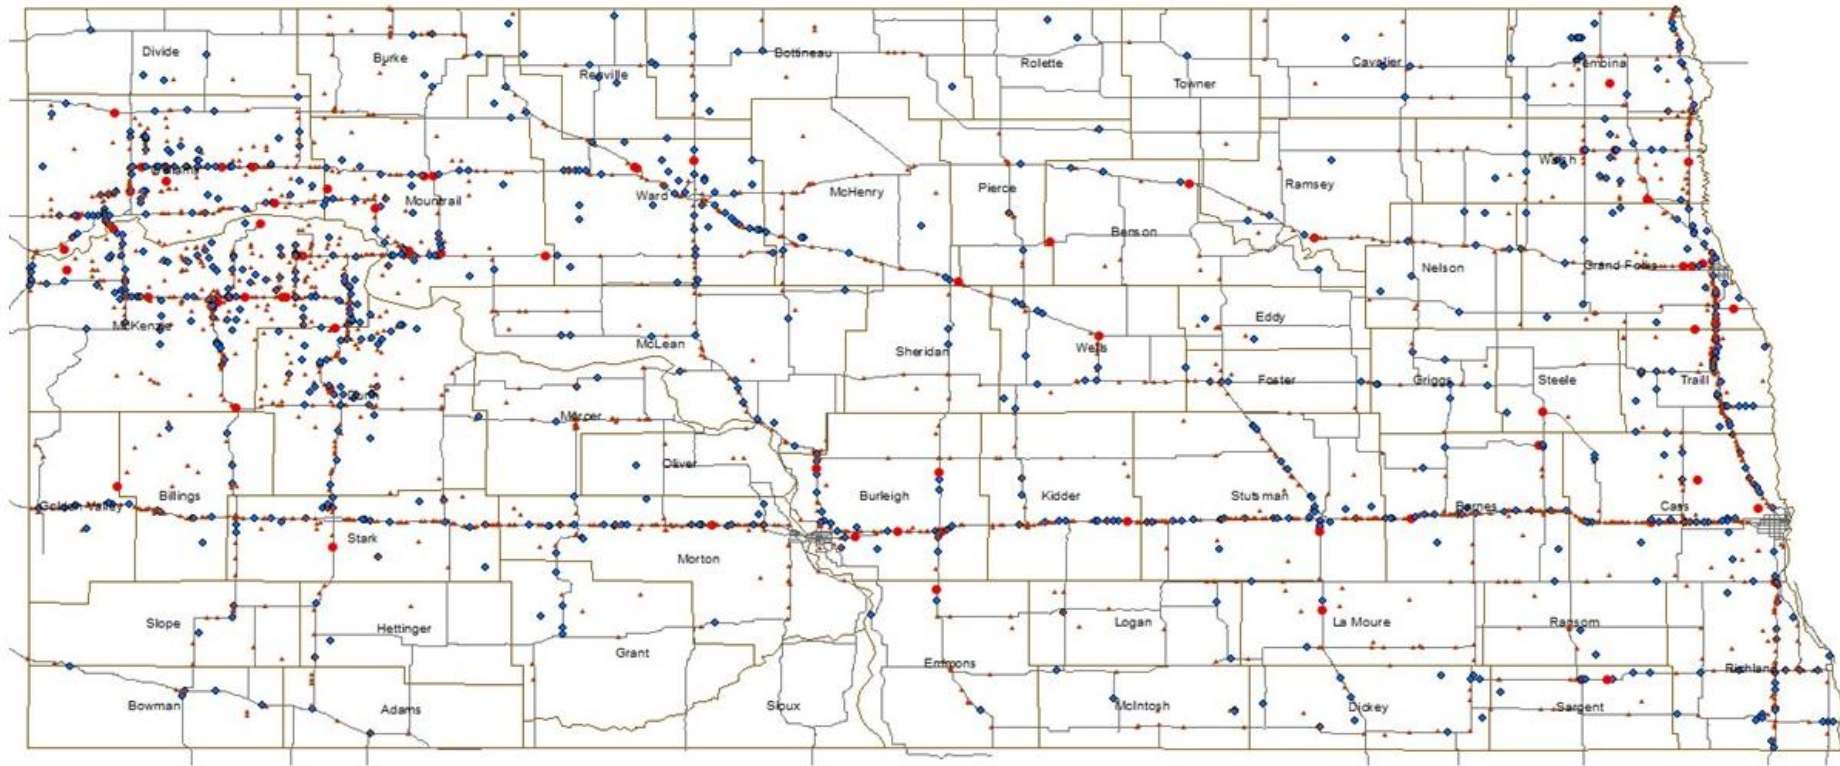 Divide
Burke
Renville
Bottineau
Rolette
Towner
Cavalier
Pembina
Williams
Mountrail
Ward
McHenry
Pierce
Benson
Ramsey
Walsh
Nelson
Grand Forks
McKenzie
McLean
Sheridan
Wells
Eddy
Foster
Griggs
Steele
Traill
Dunn
Mercer
Oliver
Golden Valley
Billings
Stark
Morton
Burleigh
Kidder
Stutsman
Barnes
Cass
Slope
Hettinger
Grant
Emmons
Logan
La Moure
Ransom
Richland
Bowman
Adams
Sioux
McIntosh
Dickey
Sargent